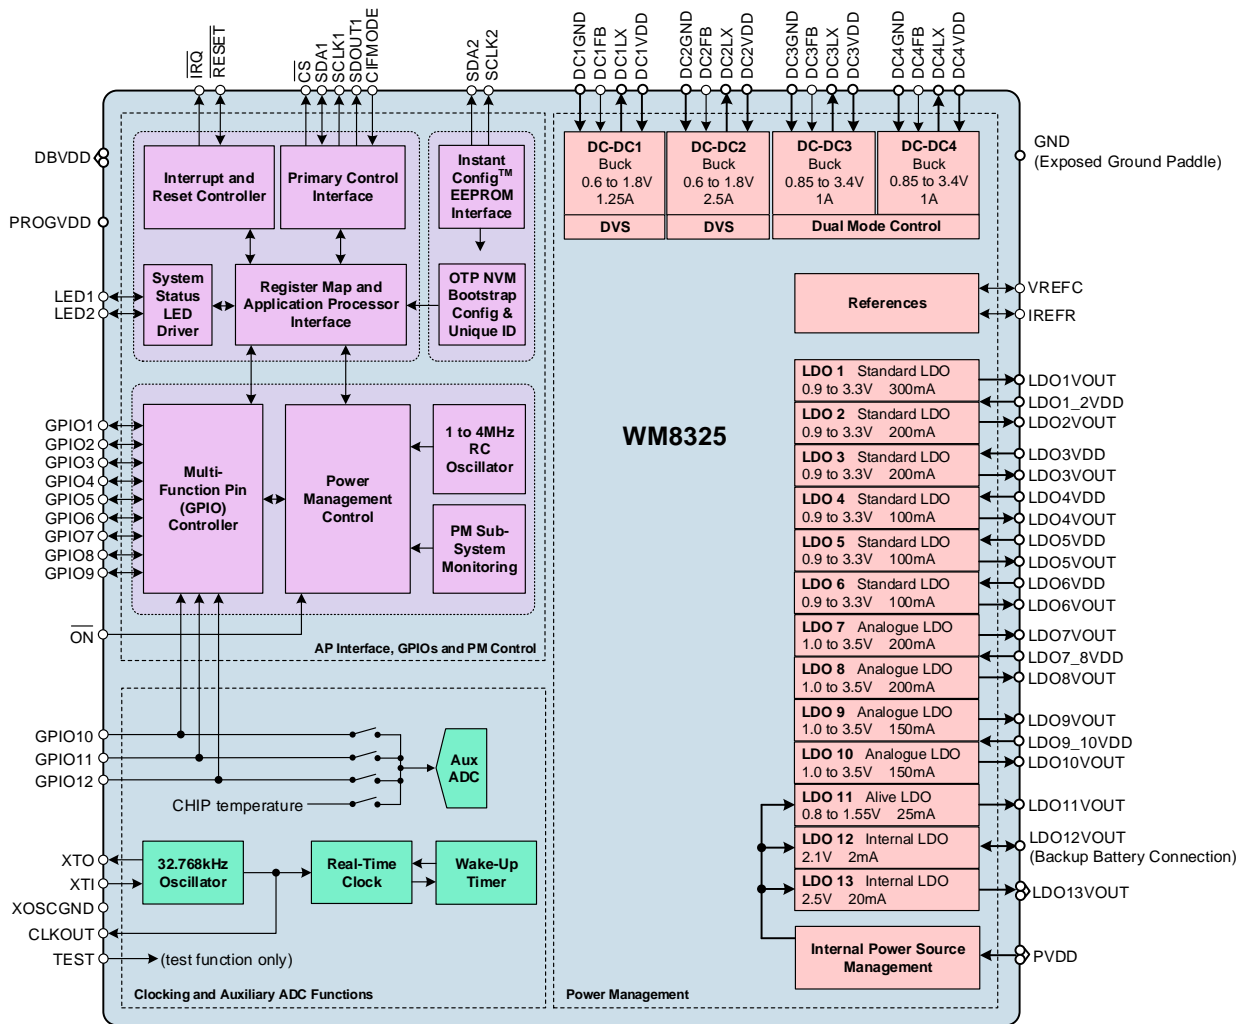 IRQ
RESET
CS
SDA1
SCLK1
SDOUT1
CIFMODE
SDA2
SCLK2
DC1GND
DC1FB
DC1LX
DC1VDD
DC2GND
DC2FB
DC2LX
DC2VDD
DC3GND
DC3FB
DC3LX
DC3VDD
DC4GND
DC4FB
DC4LX
DC4VDD
DBVDD
PROGVDD
LED1
LED2
GPIO1
GPIO2
GPIO3
GPIO4
GPIO5
GPIO6
GPIO7
GPIO8
GPIO9
ON
GPIO10
GPIO11
GPIO12
XTO
XTI
XOSCGND
CLKOUT
TEST
Interrupt and
Reset Controller
Primary Control
Interface
Instant
Config™
EEPROM
Interface
System
Status
LED
Driver
Register Map and
Application Processor
Interface
OTP NVM
Bootstrap
Config &
Unique ID
Multi-
Function Pin
(GPIO)
Controller
Power
Management
Control
1 to 4MHz
RC
Oscillator
PM Sub-
System
Monitoring
AP Interface, GPIOs and PM Control
CHIP temperature
Aux
ADC
32.768kHz
Oscillator
Real-Time
Clock
Wake-Up
Timer
(test function only)
Clocking and Auxiliary ADC Functions
DC-DC1
Buck
0.6 to 1.8V
1.25A
DVS
DC-DC2
Buck
0.6 to 1.8V
2.5A
DVS
DC-DC3
Buck
0.85 to 3.4V
1A
DC-DC4
Buck
0.85 to 3.4V
1A
Dual Mode Control
References
WM8325
LDO 1 Standard LDO
0.9 to 3.3V 300mA
LDO 2 Standard LDO
0.9 to 3.3V 200mA
LDO 3 Standard LDO
0.9 to 3.3V 200mA
LDO 4 Standard LDO
0.9 to 3.3V 100mA
LDO 5 Standard LDO
0.9 to 3.3V 100mA
LDO 6 Standard LDO
0.9 to 3.3V 100mA
LDO 7 Analogue LDO
1.0 to 3.5V 200mA
LDO 8 Analogue LDO
1.0 to 3.5V 200mA
LDO 9 Analogue LDO
1.0 to 3.5V 150mA
LDO 10 Analogue LDO
1.0 to 3.5V 150mA
LDO 11 Alive LDO
0.8 to 1.55V 25mA
LDO 12 Internal LDO
2.1V 2mA
LDO 13 Internal LDO
2.5V 20mA
Internal Power Source
Management
Power Management
GND
(Exposed Ground Paddle)
VREFC
IREFR
LDO1VOUT
LDO1_2VDD
LDO2VOUT
LDO3VDD
LDO3VOUT
LDO4VDD
LDO4VOUT
LDO5VDD
LDO5VOUT
LDO6VDD
LDO6VOUT
LDO7VOUT
LDO7_8VDD
LDO8VOUT
LDO9VOUT
LDO9_10VDD
LDO10VOUT
LDO11VOUT
LDO12VOUT
(Backup Battery Connection)
LDO13VOUT
PVDD